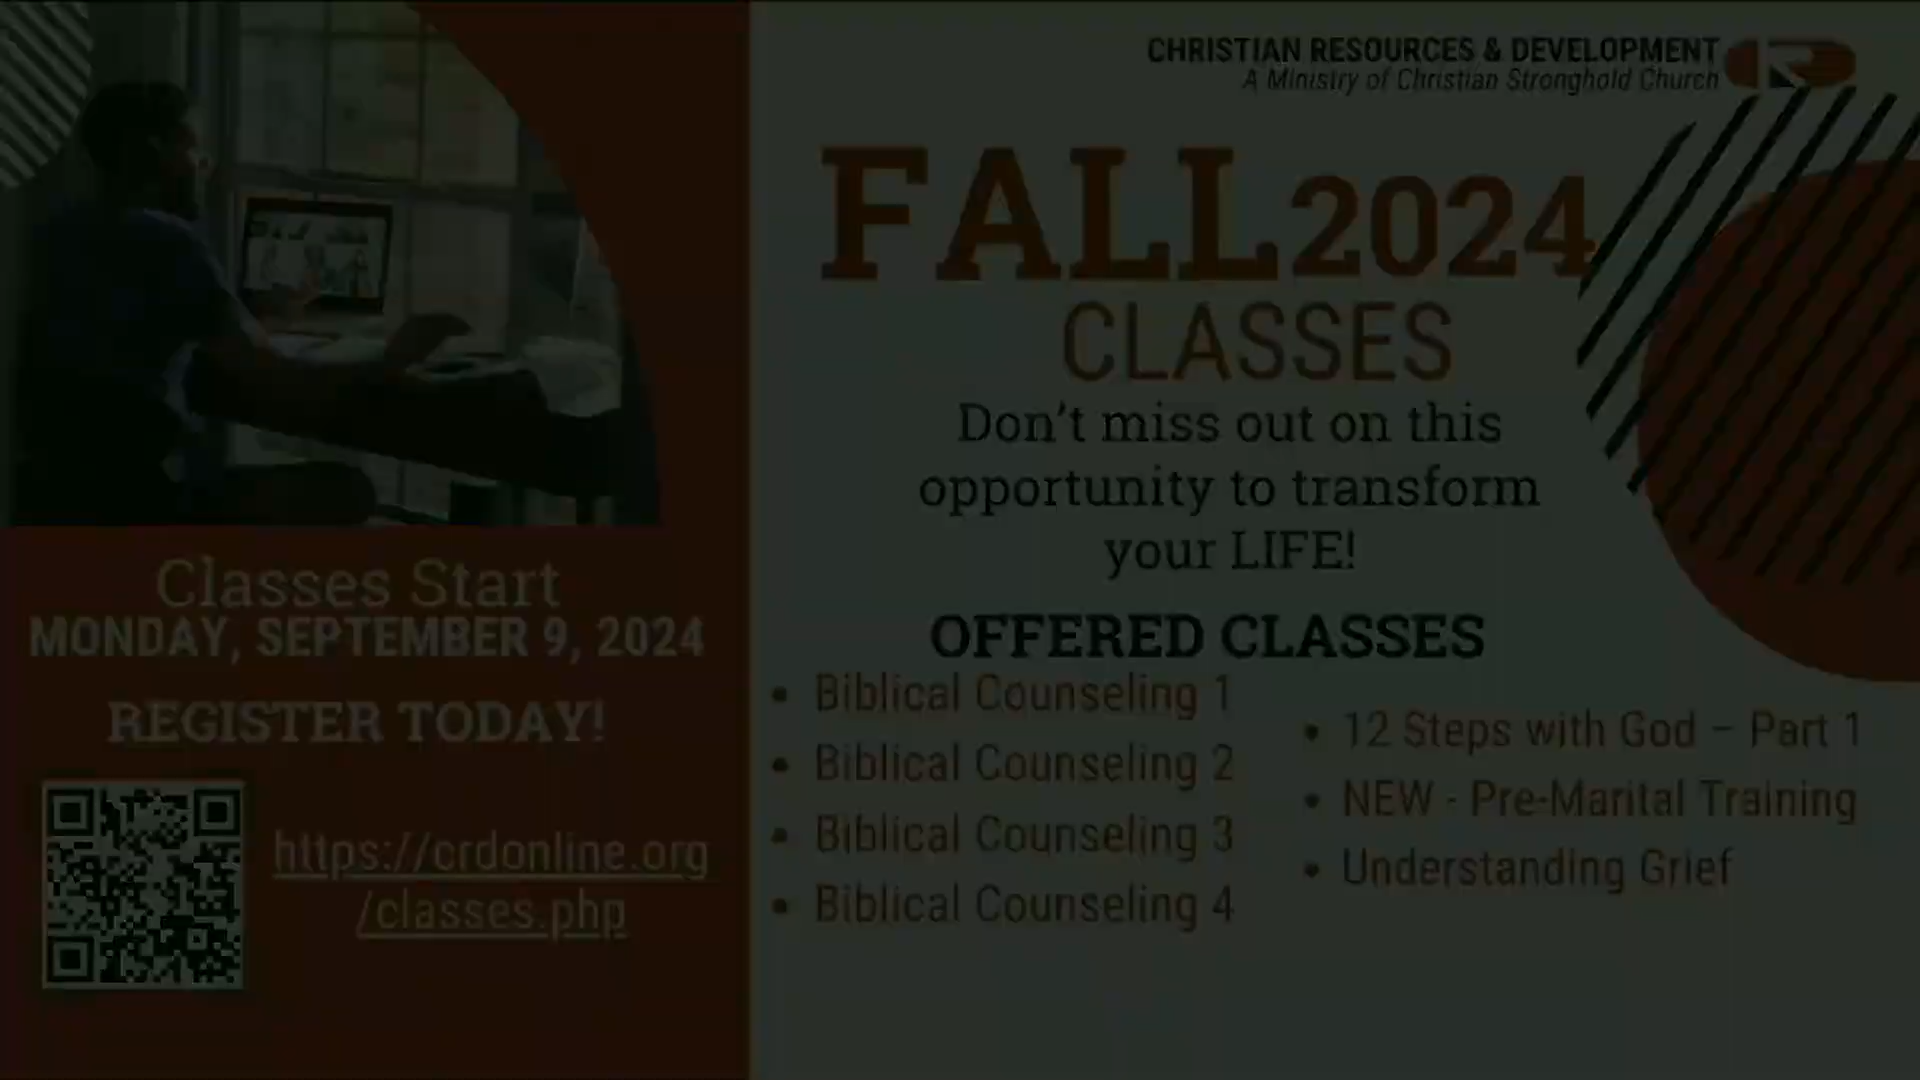 CHRISTIAN RESOURCES & DEVELOPMENT
A Ministry of Christian Stronghold Church
FALL 2024
CLASSES
Don't miss out on this
opportunity to transform
your LIFE!
OFFERED CLASSES
• Biblical Counseling 1
• Biblical Counseling 2
• Biblical Counseling 3
• Biblical Counseling 4
• 12 Steps with God – Part 1
• NEW - Pre-Marital Training
• Understanding Grief
Classes Start
MONDAY, SEPTEMBER 9, 2024
REGISTER TODAY!
https://crdonline.org
/classes.php